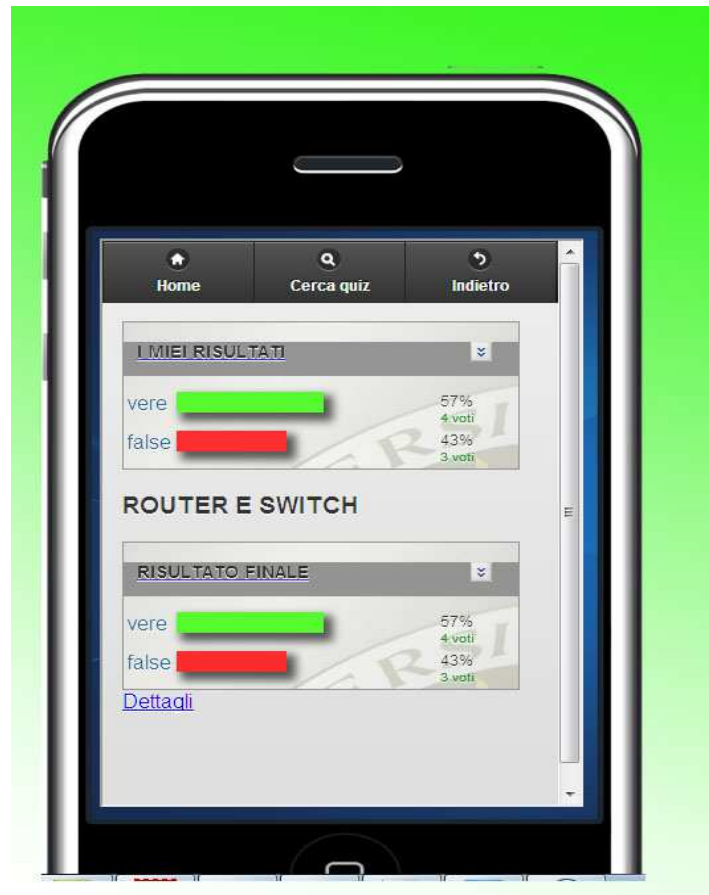 Home Cerca quiz Indietro
I MIEI RISULTATI
vere 57%
4 voti
false 43%
3 voti
ROUTER E SWITCH
RISULTATO FINALE
vere 57%
4 voti
false 43%
3 voti
Dettagli